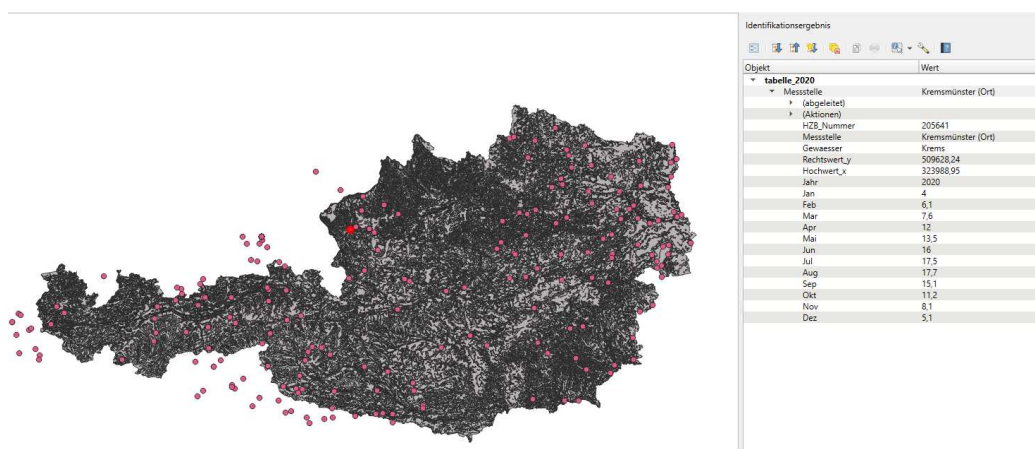 Identifikationsergebnis
Objekt Wert
tabelle_2020
Messstelle Kremsmünster (Ort)
(abgeleitet)
(Aktionen)
HZB_Nummer 205641
Messstelle Kremsmünster (Ort)
Gewaesser Krems
Rechtswert_y 509628,24
Hochwert_x 323988,95
Jahr 2020
Jan 4
Feb 6,1
Mar 7,6
Apr 12
Mai 13,5
Jun 16
Jul 17,5
Aug 17,7
Sep 15,1
Okt 11,2
Nov 8,1
Dez 5,1